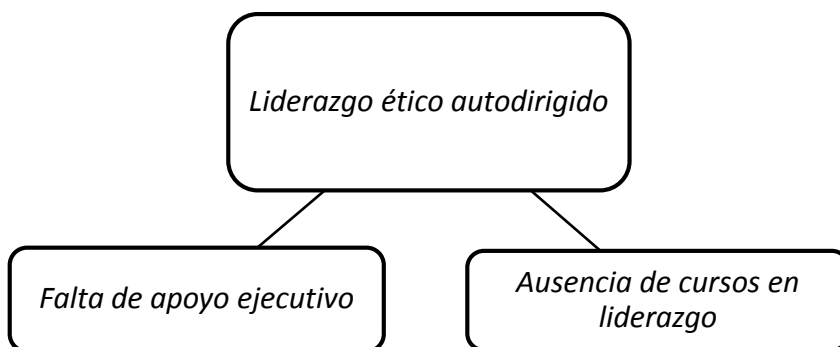 Liderazgo ético autodirigido
Falta de apoyo ejecutivo
Ausencia de cursos en
liderazgo